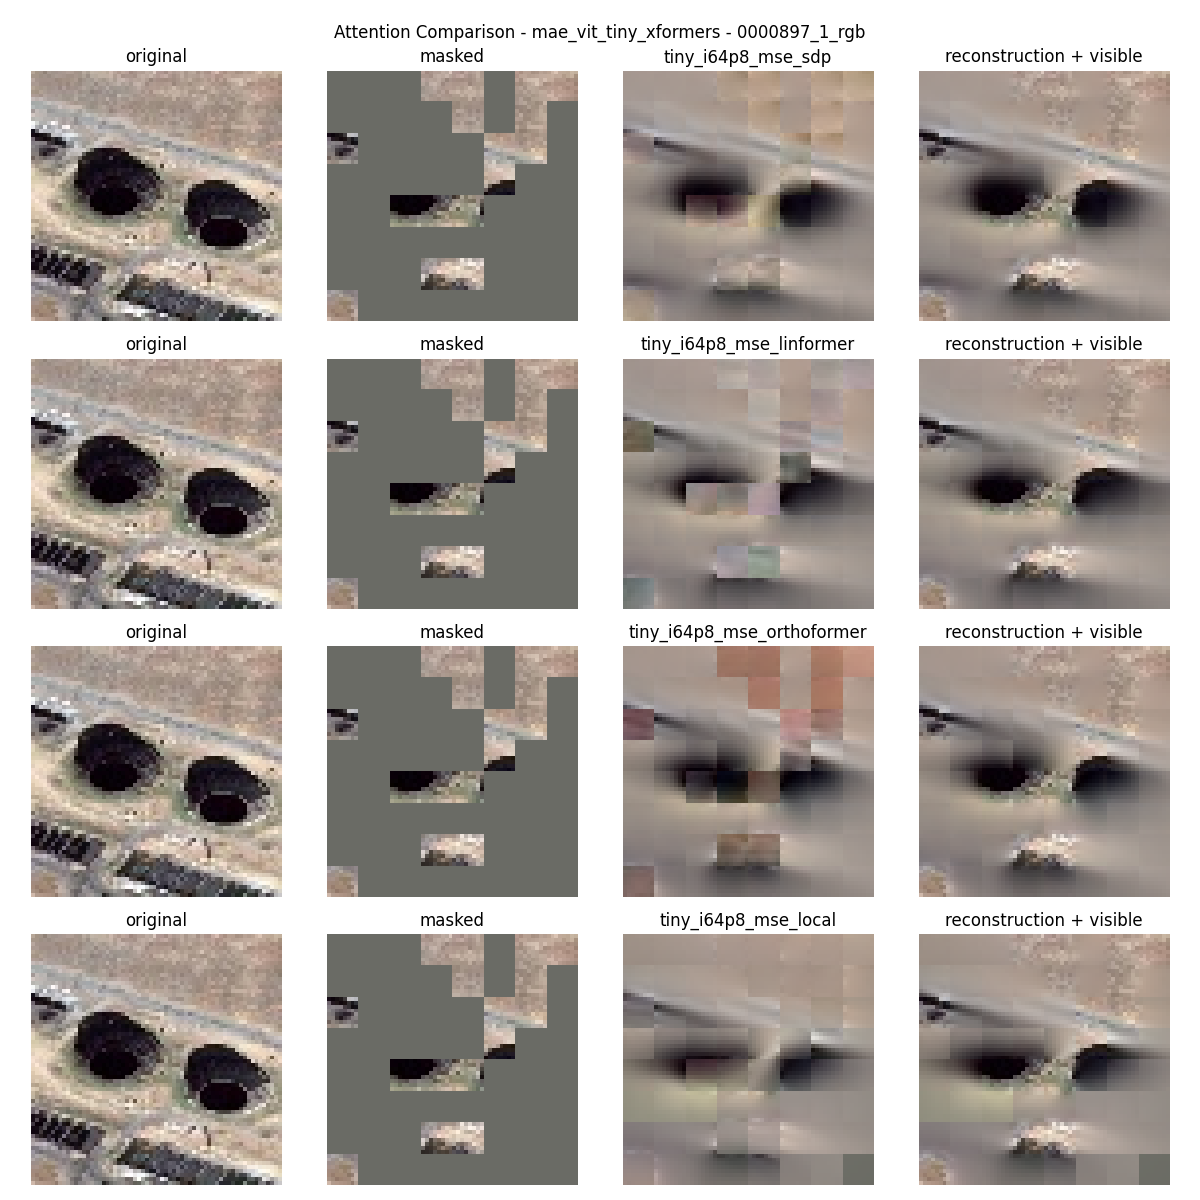 Attention Comparison - mae_vit_tiny_xformers - 0000897_1_rgb
original masked tiny_i64p8_mse_sdp reconstruction + visible
original masked tiny_i64p8_mse_linformer reconstruction + visible
original masked tiny_i64p8_mse_orthoformer reconstruction + visible
original masked tiny_i64p8_mse_local reconstruction + visible